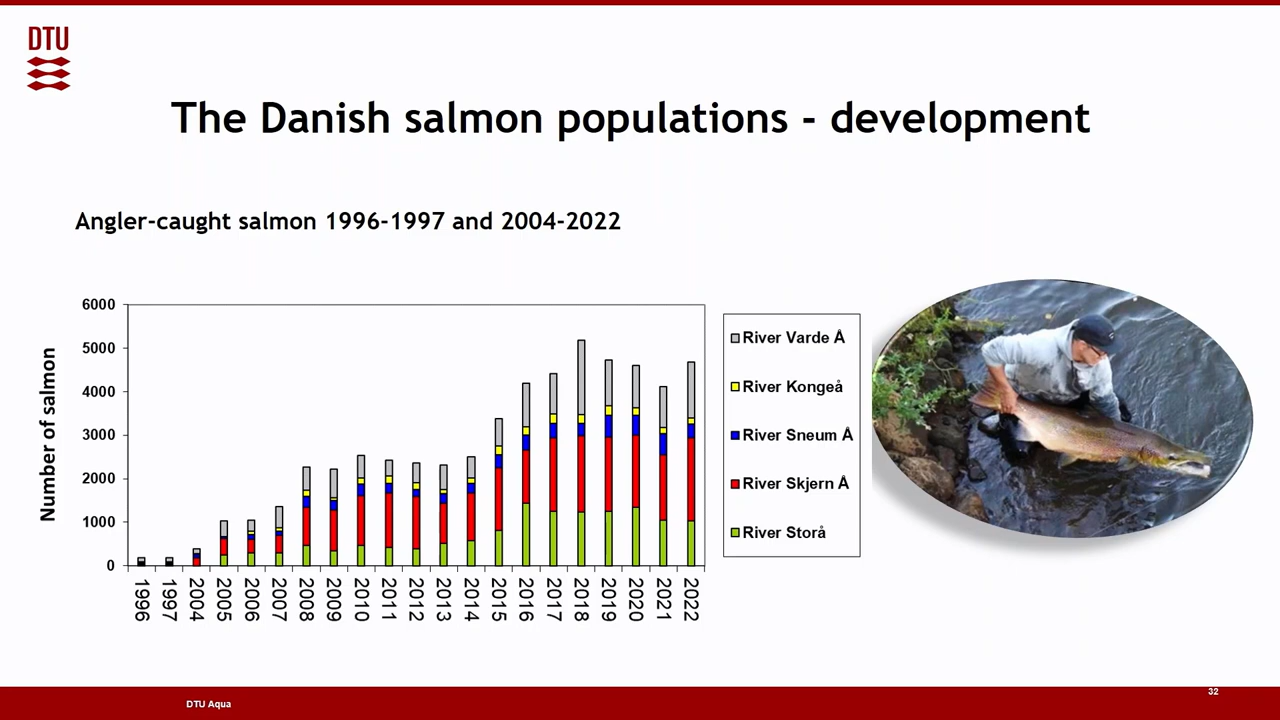 DTU
The Danish salmon populations - development
Angler-caught salmon 1996-1997 and 2004-2022
Number of salmon
6000
5000
4000
3000
2000
1000
0
1996
1997
2004
2005
2006
2007
2008
2009
2010
2011
2012
2013
2014
2015
2016
2017
2018
2019
2020
2021
2022
River Varde Å
River Kongeå
River Sneum Å
River Skjern Å
River Storå
DTU Aqua
32